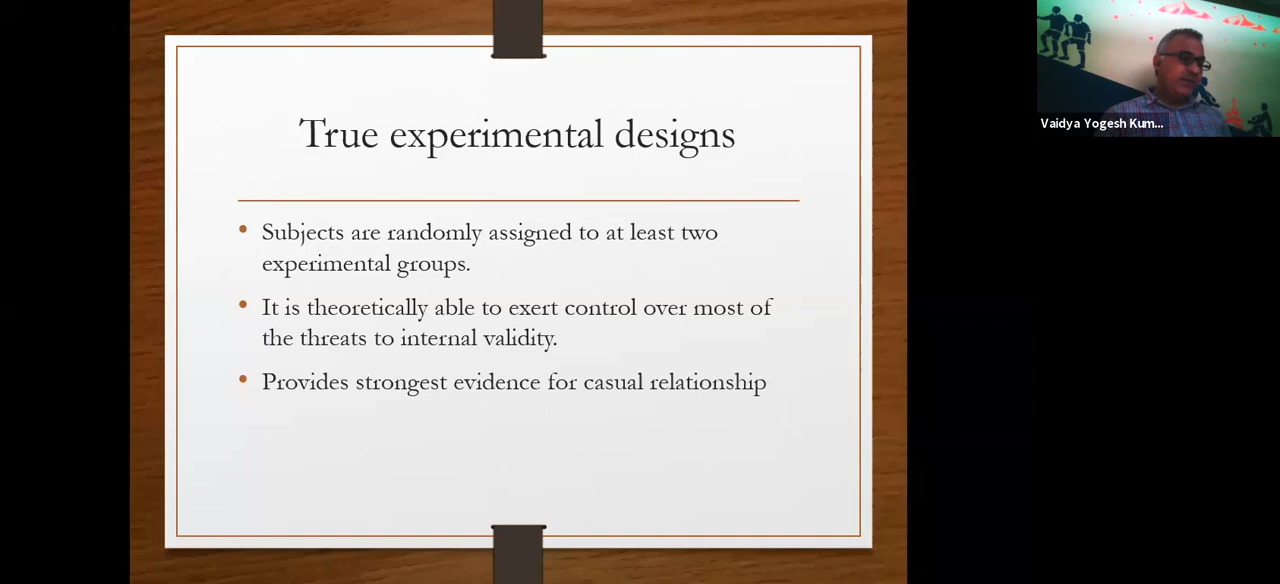 True experimental designs
• Subjects are randomly assigned to at least two
experimental groups.
• It is theoretically able to exert control over most of
the threats to internal validity.
• Provides strongest evidence for casual relationship
Vaidya Yogesh Kum...